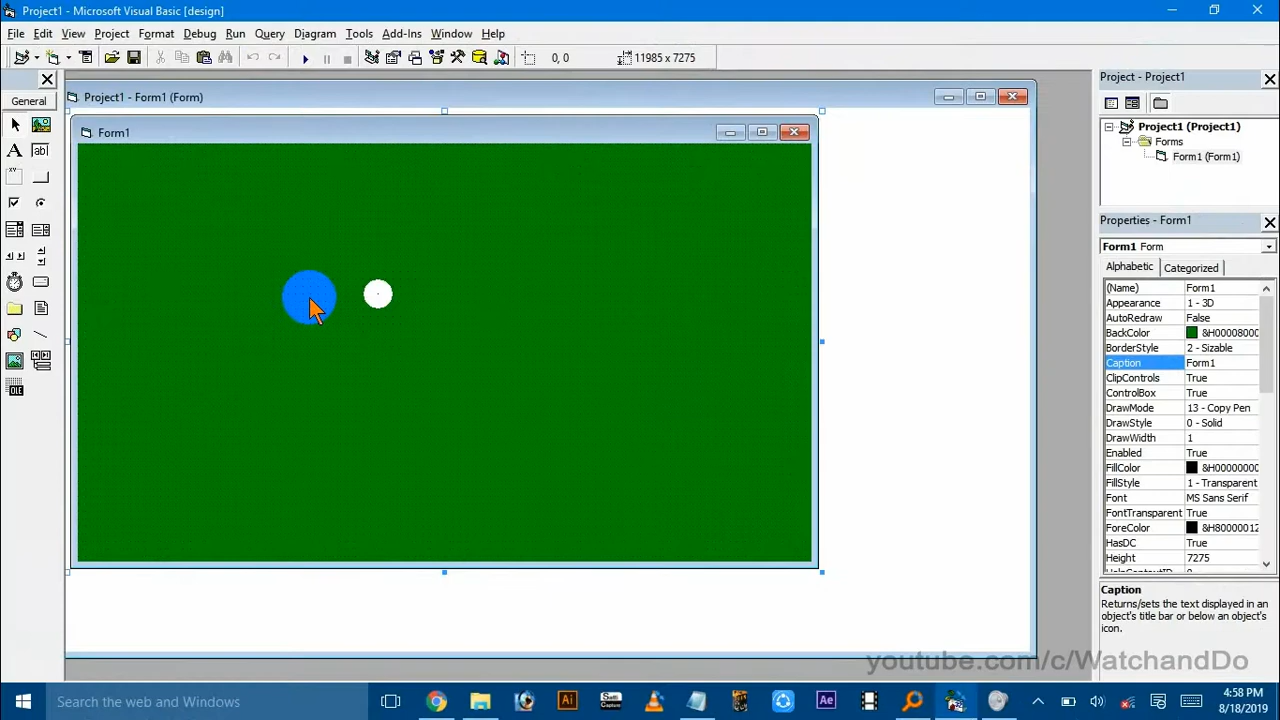 Project1 - Microsoft Visual Basic [design]
File Edit View Project Format Debug Run Query Diagram Tools Add-Ins Window Help
0, 0 11985 x 7275
General
Project1 - Form1 (Form)
Form1
Project - Project1
Project1 (Project1)
Forms
Form1 (Form1)
Properties - Form1
Form1 Form
Alphabetic Categorized
(Name) Form1
Appearance 1 - 3D
AutoRedraw False
BackColor &H0000800
BorderStyle 2 - Sizable
Caption Form1
ClipControls True
ControlBox True
DrawMode 13 - Copy Pen
DrawStyle 0 - Solid
DrawWidth 1
Enabled True
FillColor &H0000000
FillStyle 1 - Transparent
Font MS Sans Serif
FontTransparent True
ForeColor &H8000001
HasDC True
Height 7275
Caption
Returns/sets the text displayed in an
object's title bar or below an object's
icon.
youtube.com/c/WatchandDo
Search the web and Windows
Ai
Ae
4:58 PM
8/18/2019